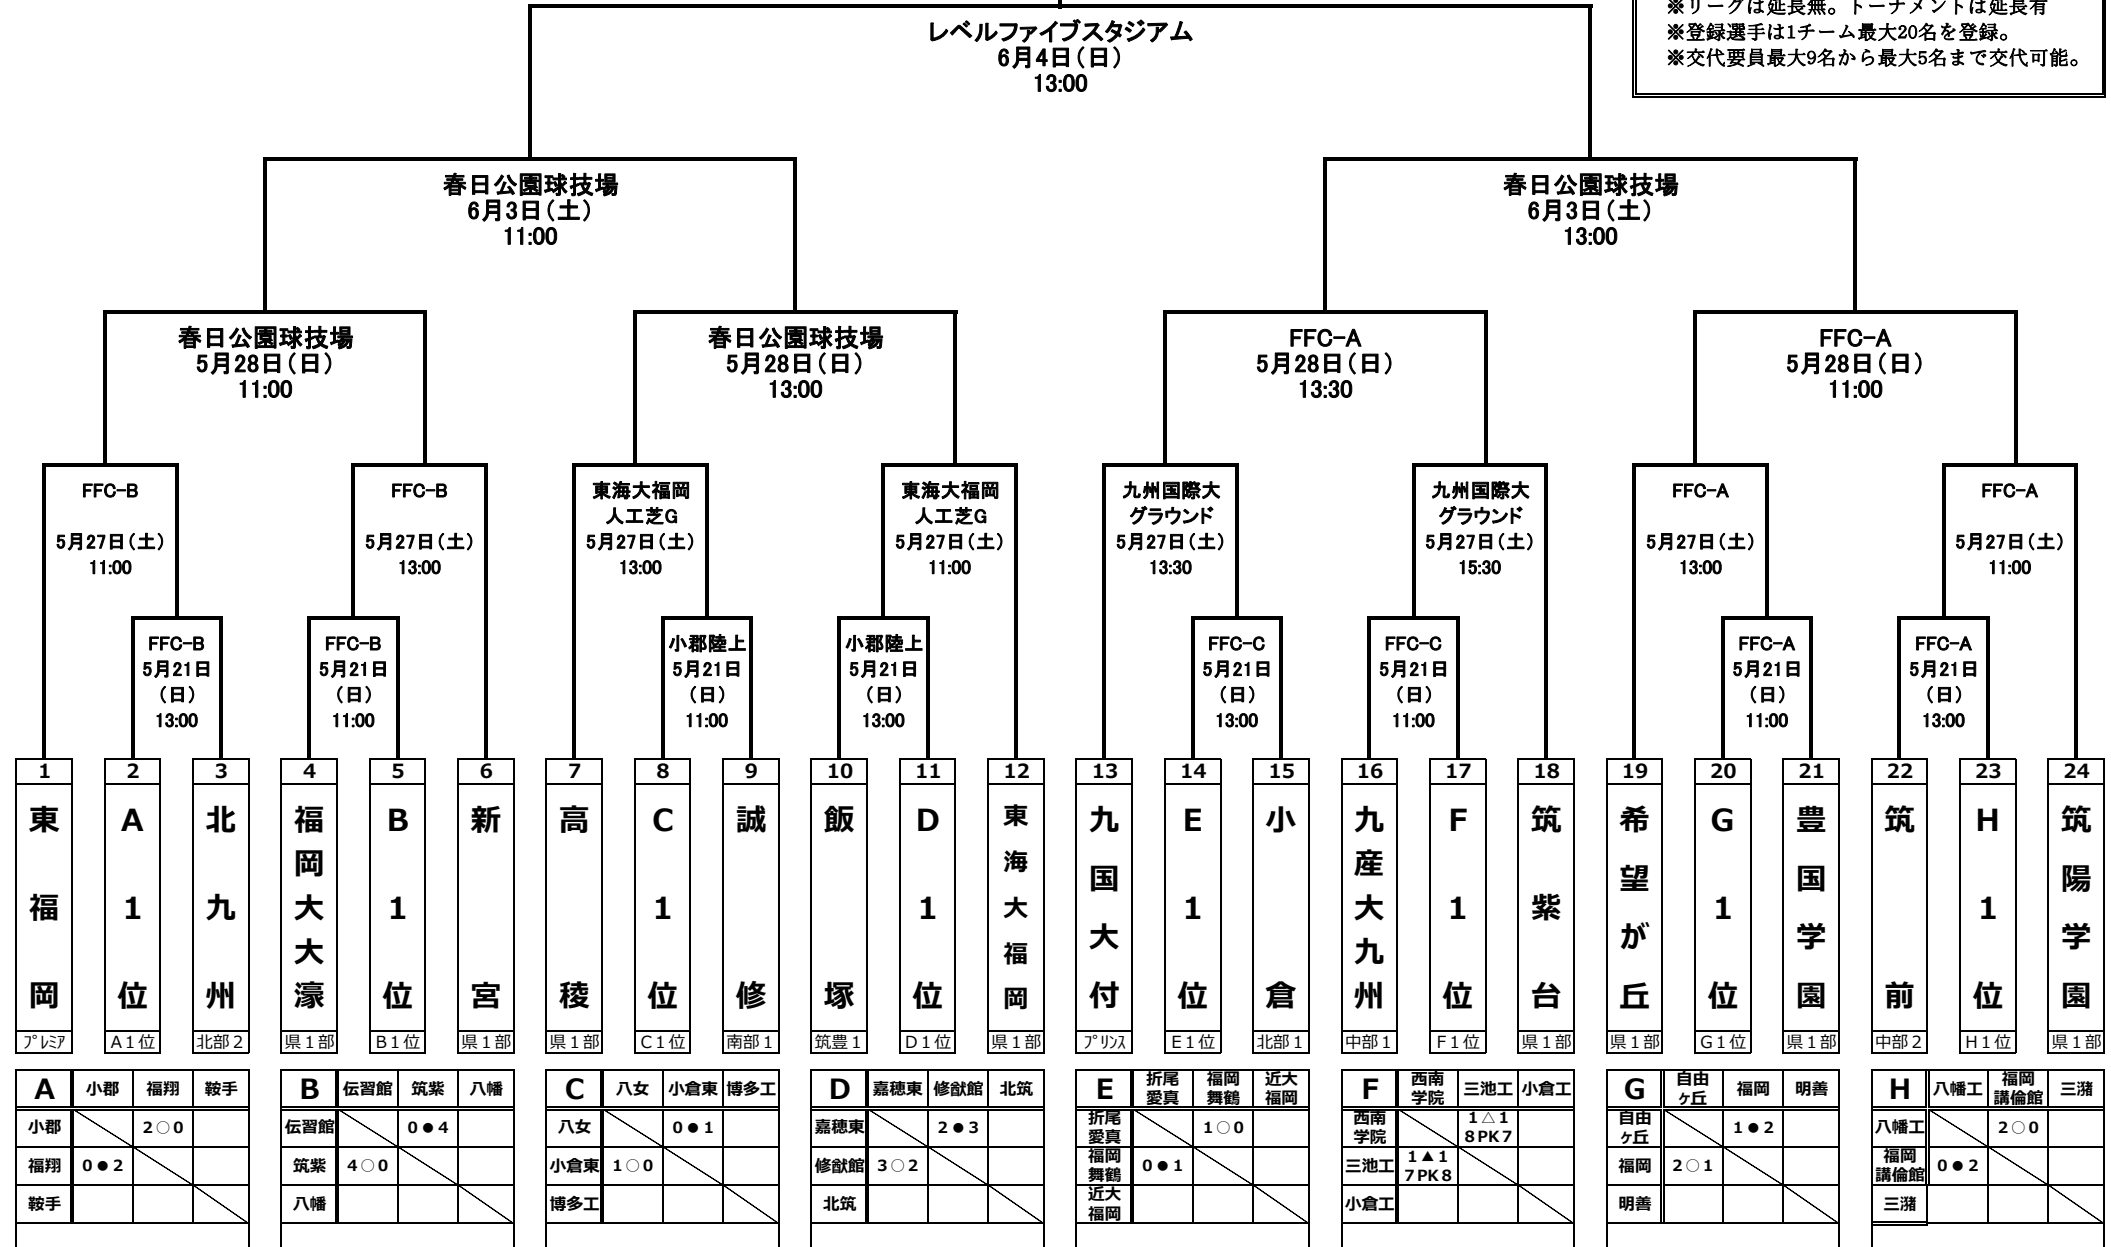 ※リーグは延長無。トーナメントは延長有
※登録選手は1チーム最大20名を登録。
※交代要員最大9名から最大5名まで交代可能。
レベルファイブスタジアム
6月4日(日)
13:00
春日公園球技場
6月3日(土)
11:00
春日公園球技場
6月3日(土)
13:00
春日公園球技場
5月28日(日)
11:00
春日公園球技場
5月28日(日)
13:00
FFC-A
5月28日(日)
13:30
FFC-A
5月28日(日)
11:00
FFC-B
5月27日(土)
11:00
FFC-B
5月27日(土)
13:00
東海大福岡
人工芝G
5月27日(土)
13:00
東海大福岡
人工芝G
5月27日(土)
11:00
九州国際大
グラウンド
5月27日(土)
13:30
九州国際大
グラウンド
5月27日(土)
15:30
FFC-A
5月27日(土)
13:00
FFC-A
5月27日(土)
11:00
FFC-B
5月21日
(日)
13:00
FFC-B
5月21日
(日)
11:00
小郡陸上
5月21日
(日)
11:00
小郡陸上
5月21日
(日)
13:00
FFC-C
5月21日
(日)
13:00
FFC-C
5月21日
(日)
11:00
FFC-A
5月21日
(日)
11:00
FFC-A
5月21日
(日)
13:00
1 東福岡 プレミア
2 A1位 A1位
3 北九州 北部2
4 福岡大大濠 県1部
5 B1位 B1位
6 新宮 県1部
7 高稜 県1部
8 C1位 C1位
9 誠修 南部1
10 飯塚 筑豊1
11 D1位 D1位
12 東海大福岡 県1部
13 九国大付 プリンス
14 E1位 E1位
15 小倉 北部1
16 九産大九州 中部1
17 F1位 F1位
18 筑紫台 県1部
19 希望が丘 県1部
20 G1位 G1位
21 豊国学園 県1部
22 筑前 中部2
23 H1位 H1位
24 筑陽学園 県1部
A 小郡 福翔 鞍手
小郡 2○0
福翔 0●2
鞍手
B 伝習館 筑紫 八幡
伝習館 0●4
筑紫 4○0
八幡
C 八女 小倉東 博多工
八女 0●1
小倉東 1○0
博多工
D 嘉穂東 修猷館 北筑
嘉穂東 2●3
修猷館 3○2
北筑
E 折尾愛真 福岡舞鶴 近大福岡
折尾愛真 1○0
福岡舞鶴 0●1
近大福岡
F 西南学院 三池工 小倉工
西南学院 1△1 8PK7
三池工 1▲1 7PK8
小倉工
G 自由ヶ丘 福岡 明善
自由ヶ丘 1●2
福岡 2○1
明善
H 八幡工 福岡講倫館 三潴
八幡工 2○0
福岡講倫館 0●2
三潴